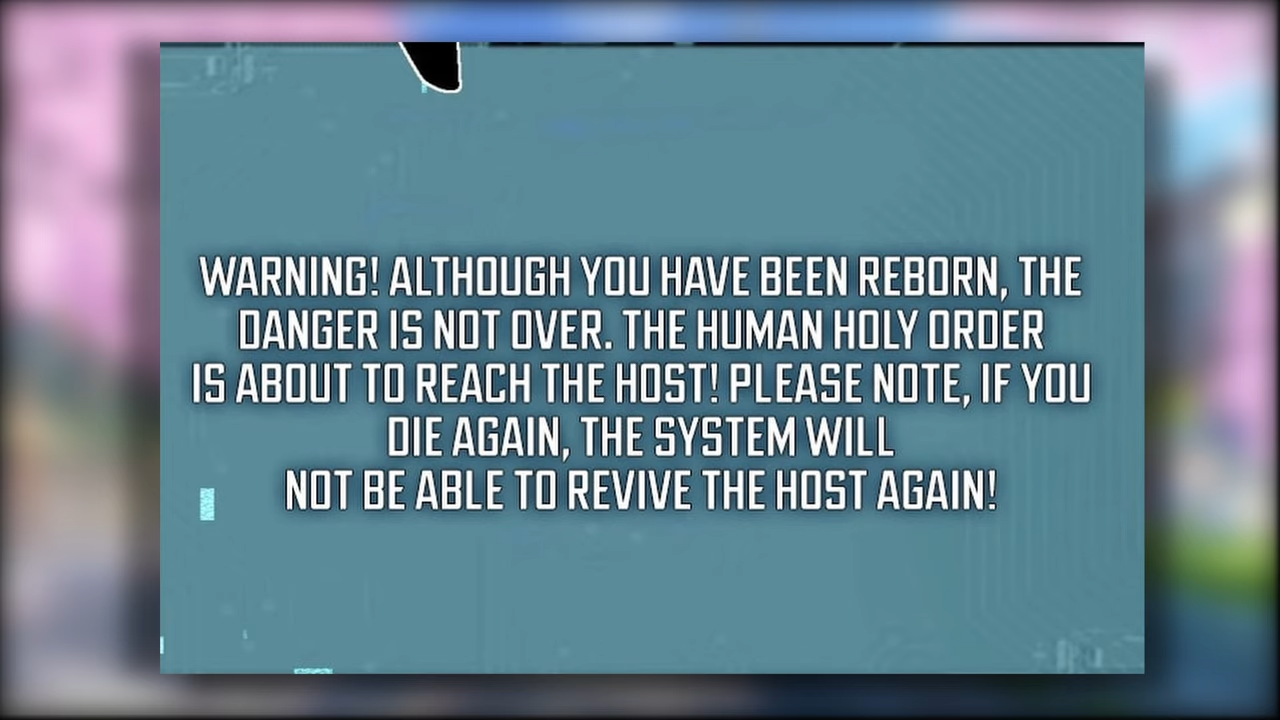 WARNING! ALTHOUGH YOU HAVE BEEN REBORN, THE
DANGER IS NOT OVER. THE HUMAN HOLY ORDER
IS ABOUT TO REACH THE HOST! PLEASE NOTE, IF YOU
DIE AGAIN, THE SYSTEM WILL
NOT BE ABLE TO REVIVE THE HOST AGAIN!